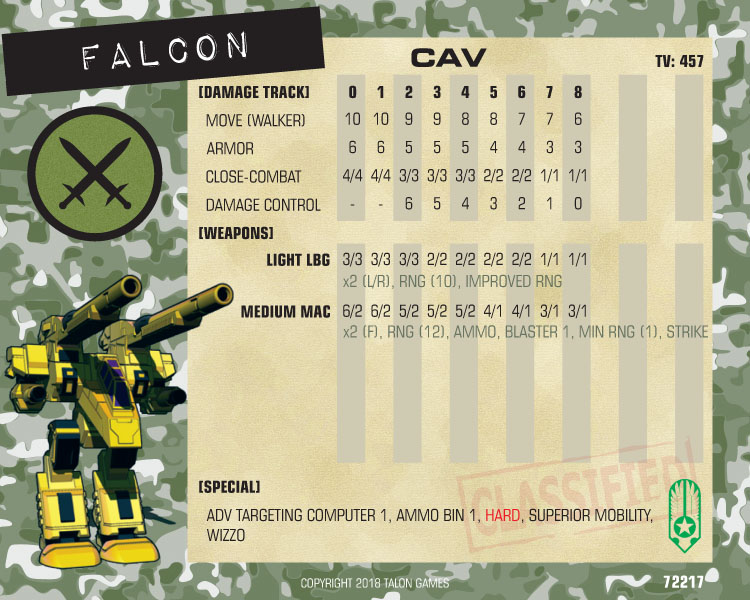 FALCON
CAV
TV: 457
[DAMAGE TRACK] 0 1 2 3 4 5 6 7 8
MOVE (WALKER) 10 10 9 9 8 8 7 7 6
ARMOR 6 6 5 5 5 4 4 3 3
CLOSE-COMBAT 4/4 4/4 3/3 3/3 3/3 2/2 2/2 1/1 1/1
DAMAGE CONTROL - - 6 5 4 3 2 1 0
[WEAPONS]
LIGHT LBG 3/3 3/3 3/3 2/2 2/2 2/2 2/2 1/1 1/1
x2 (L/R), RNG (10), IMPROVED RNG
MEDIUM MAC 6/2 6/2 5/2 5/2 5/2 4/1 4/1 3/1 3/1
x2 (F), RNG (12), AMMO, BLASTER 1, MIN RNG (1), STRIKE
[SPECIAL]
CLASSIFIED
ADV TARGETING COMPUTER 1, AMMO BIN 1, HARD, SUPERIOR MOBILITY,
WIZZO
COPYRIGHT 2018 TALON GAMES
72217